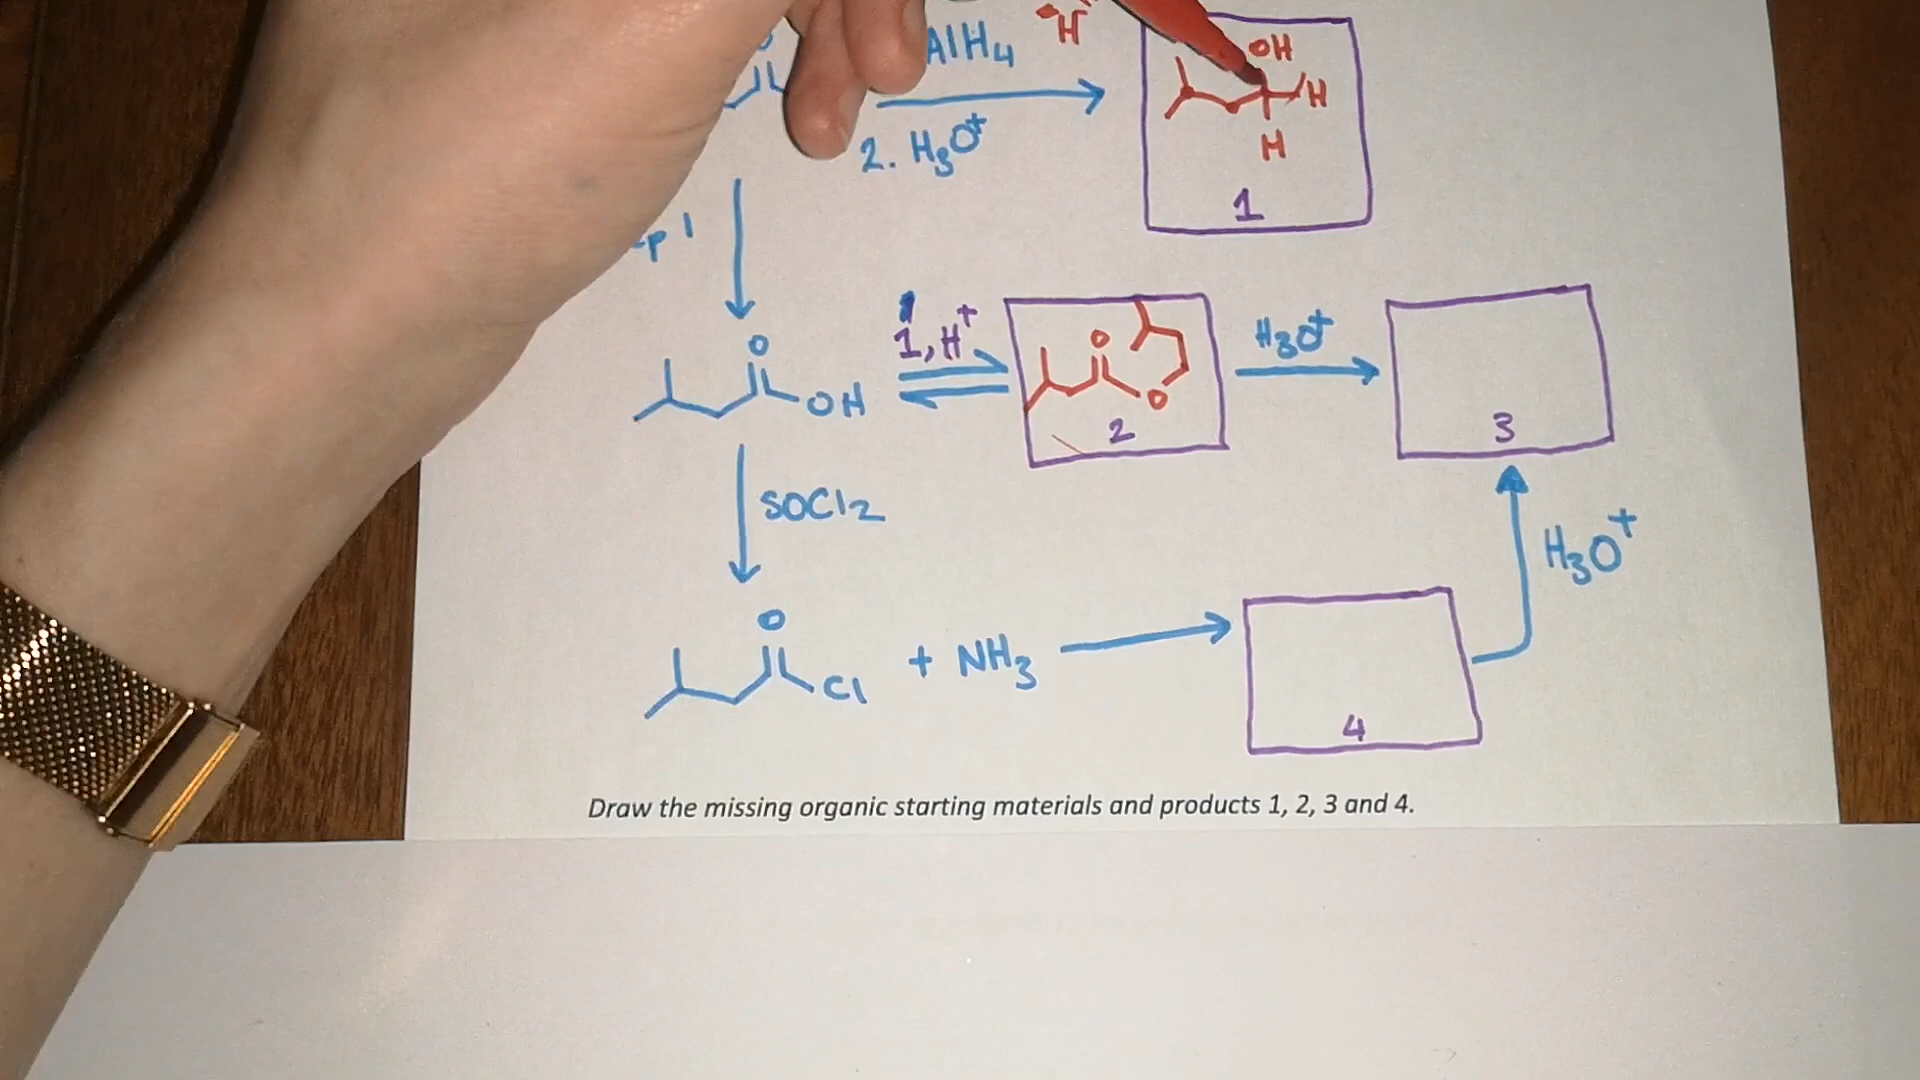 AlH4
"H
OH
H
H
2. H3O+
1
p 1
1, H+
O
OH
O
O
2
H3O+
3
SOCl2
H3O+
O
Cl
+ NH3
4
Draw the missing organic starting materials and products 1, 2, 3 and 4.